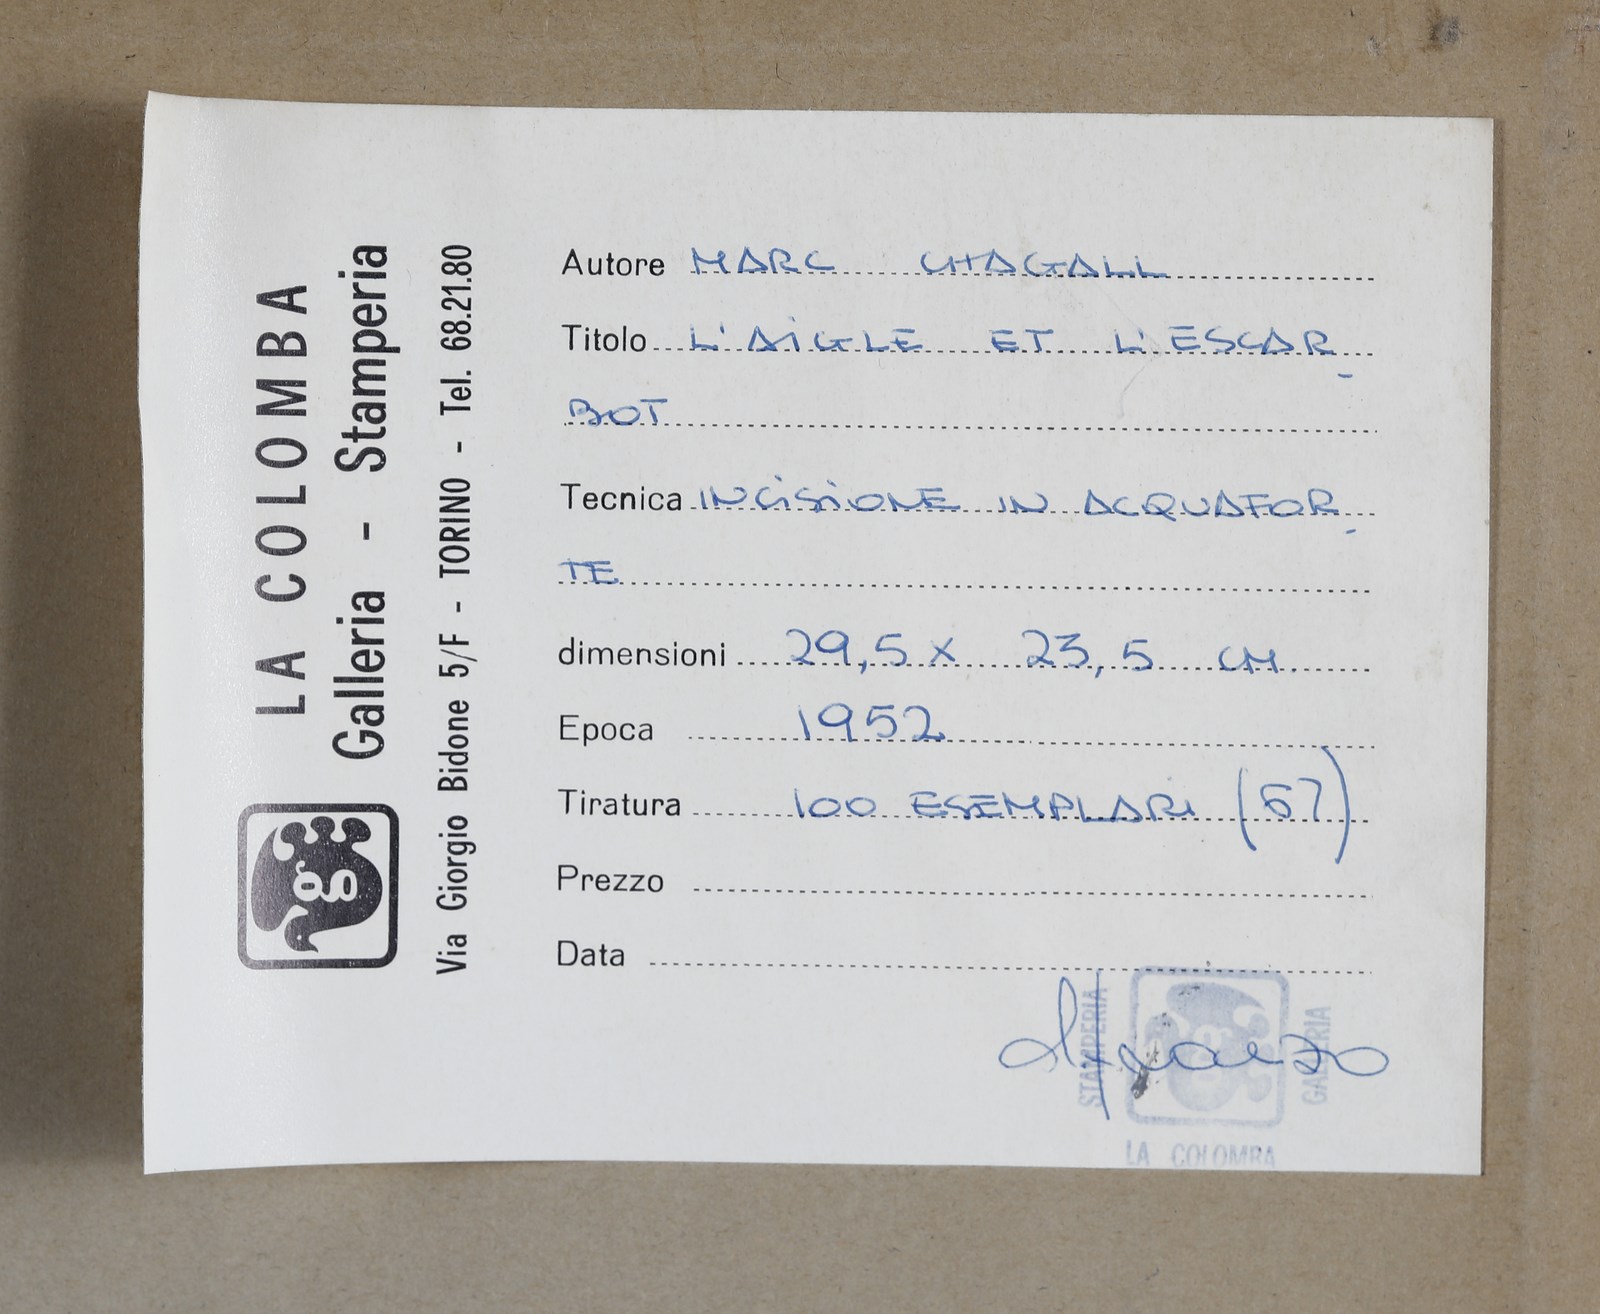 LA COLOMBA
Galleria - Stamperia
Via Giorgio Bidone 5/F - TORINO - Tel. 68.21.80
g
Autore MARC CHAGALL
Titolo L'AIGLE ET L'ESCAR-
BOT
Tecnica INCISIONE IN ACQUAFOR-
TE
dimensioni 29,5 x 23,5 CM
Epoca 1952
Tiratura 100 ESEMPLARI (67)
Prezzo
Data
STAMPERIA
GALLERIA
LA COLOMBA